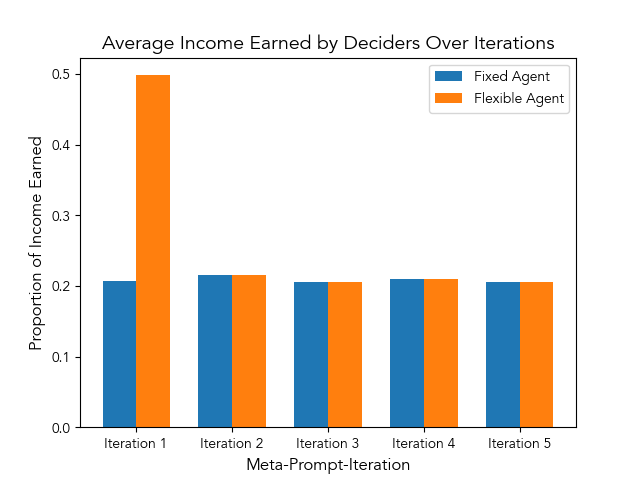 Average Income Earned by Deciders Over Iterations
Fixed Agent
Flexible Agent
Proportion of Income Earned
0.5
0.4
0.3
0.2
0.1
0.0
Iteration 1 Iteration 2 Iteration 3 Iteration 4 Iteration 5
Meta-Prompt-Iteration